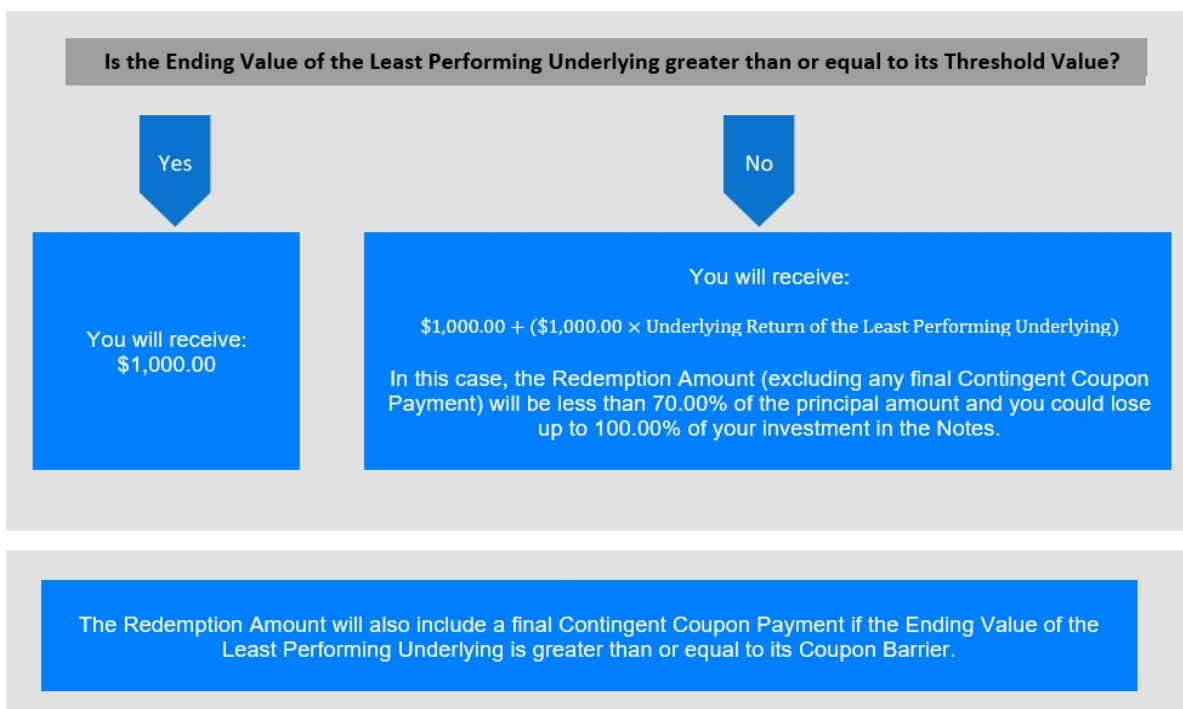 Is the Ending Value of the Least Performing Underlying greater than or equal to its Threshold Value?
Yes
No
You will receive:
$1,000.00
You will receive:
$1,000.00 + ($1,000.00 × Underlying Return of the Least Performing Underlying)
In this case, the Redemption Amount (excluding any final Contingent Coupon
Payment) will be less than 70.00% of the principal amount and you could lose
up to 100.00% of your investment in the Notes.
The Redemption Amount will also include a final Contingent Coupon Payment if the Ending Value of the
Least Performing Underlying is greater than or equal to its Coupon Barrier.